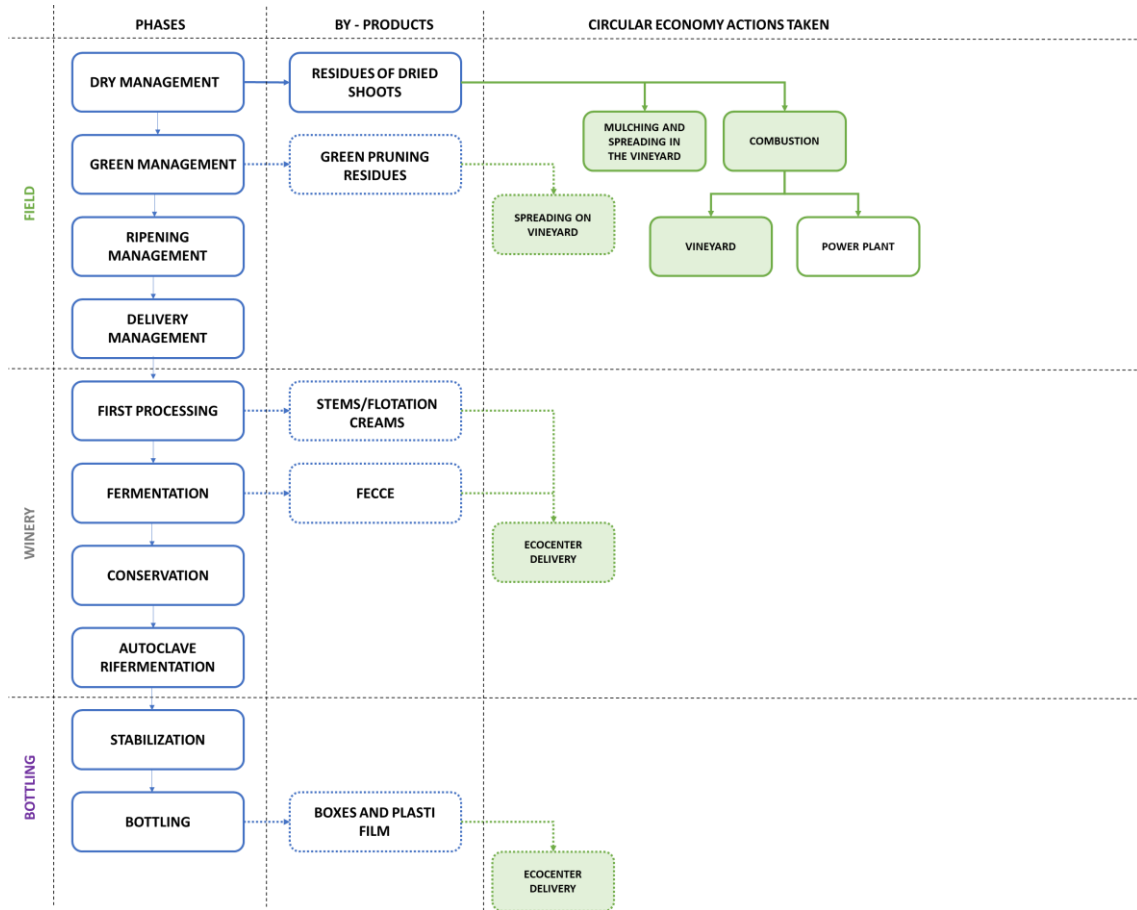 PHASES
BY - PRODUCTS
CIRCULAR ECONOMY ACTIONS TAKEN
FIELD
DRY MANAGEMENT
RESIDUES OF DRIED
SHOOTS
MULCHING AND
SPREADING IN
THE VINEYARD
COMBUSTION
GREEN MANAGEMENT
GREEN PRUNING
RESIDUES
SPREADING ON
VINEYARD
VINEYARD
POWER PLANT
RIPENING
MANAGEMENT
DELIVERY
MANAGEMENT
WINERY
FIRST PROCESSING
STEMS/FLOTATION
CREAMS
FERMENTATION
FECCE
ECOCENTER
DELIVERY
CONSERVATION
AUTOCLAVE
RIFERMENTATION
BOTTLING
STABILIZATION
BOTTLING
BOXES AND PLASTI
FILM
ECOCENTER
DELIVERY